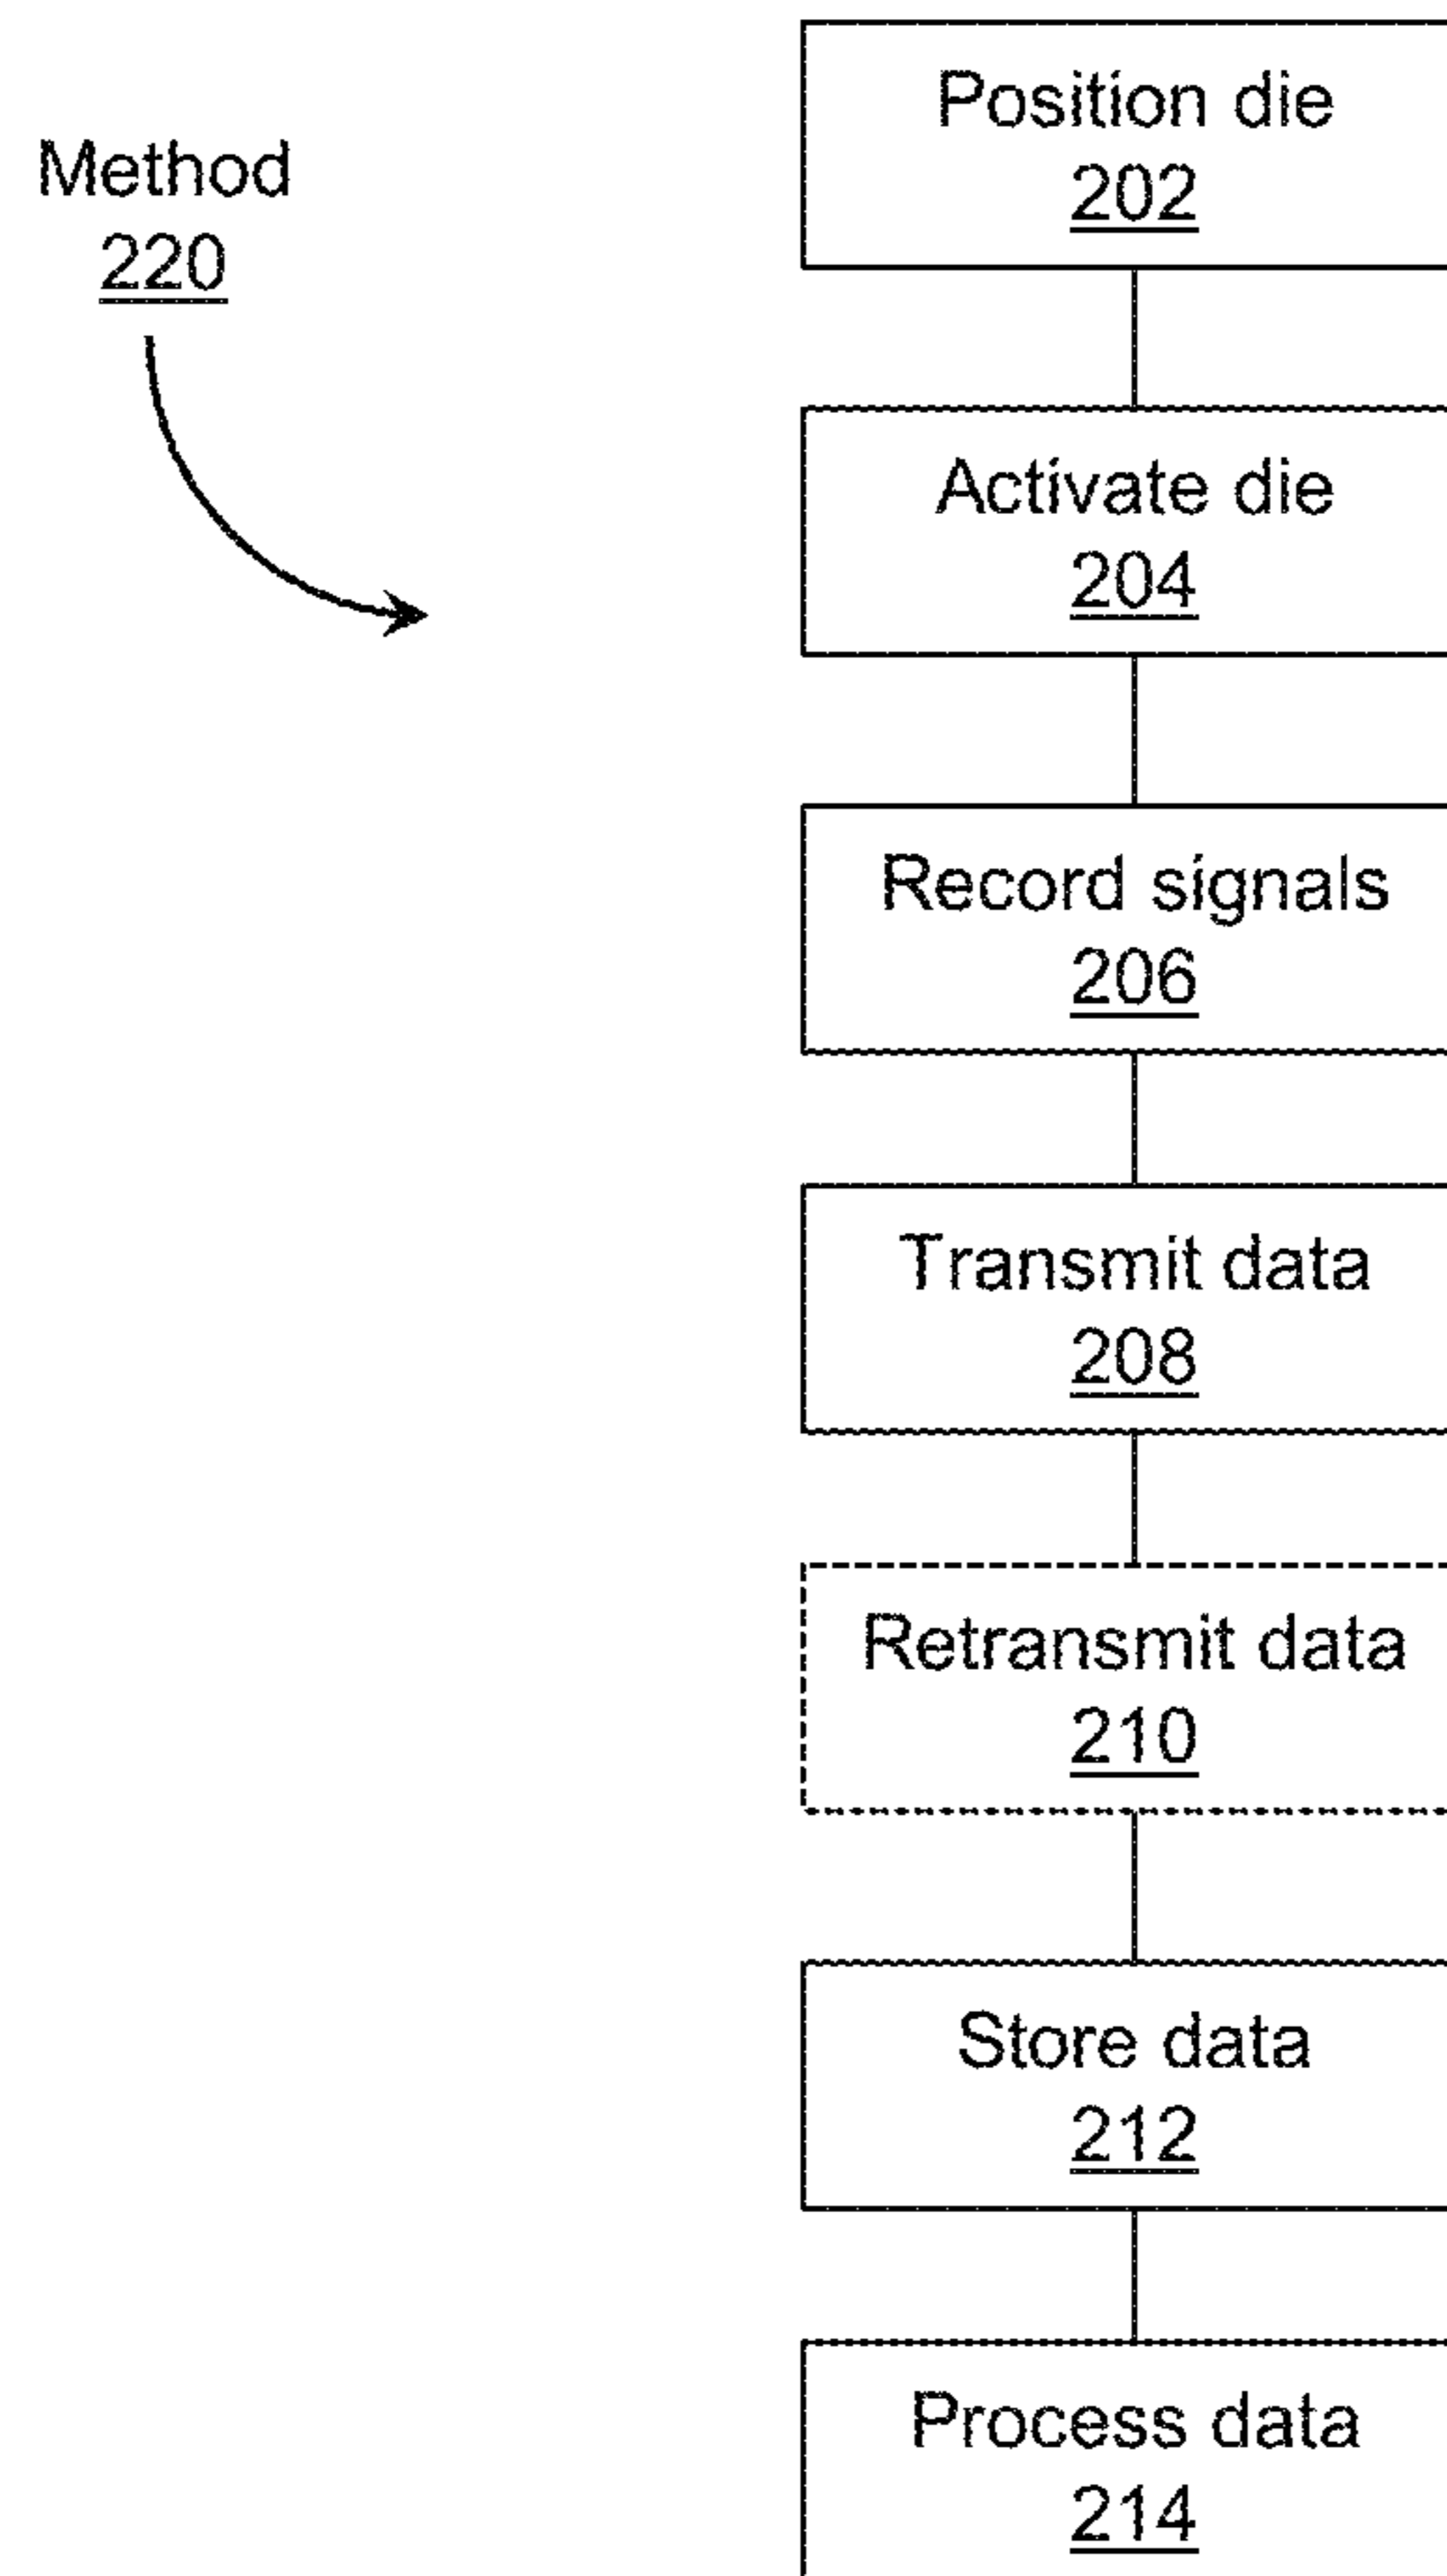 Method
220
Position die
202
Activate die
204
Record signals
206
Transmit data
208
Retransmit data
210
Store data
212
Process data
214